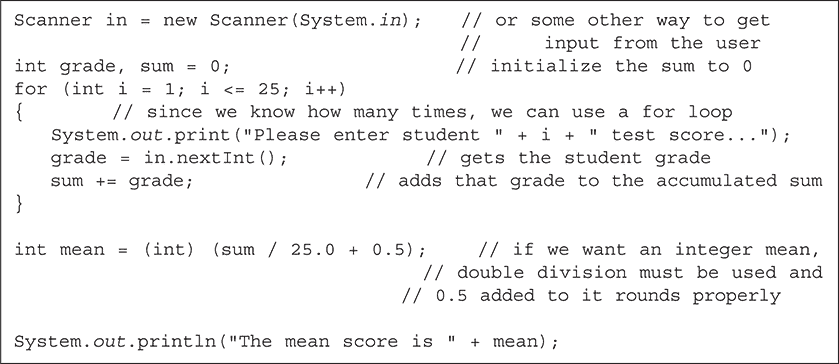 Scanner in = new Scanner(System.in);   // or some other way to get
                                       //      input from the user
int grade, sum = 0;                    // initialize the sum to 0
for (int i = 1; i <= 25; i++)
{       // since we know how many times, we can use a for loop
   System.out.print("Please enter student " + i + " test score...");
   grade = in.nextInt();            // gets the student grade
   sum += grade;               // adds that grade to the accumulated sum
}
int mean = (int) (sum / 25.0 + 0.5);    // if we want an integer mean,
                                    // double division must be used and
                                  // 0.5 added to it rounds properly
System.out.println("The mean score is " + mean);